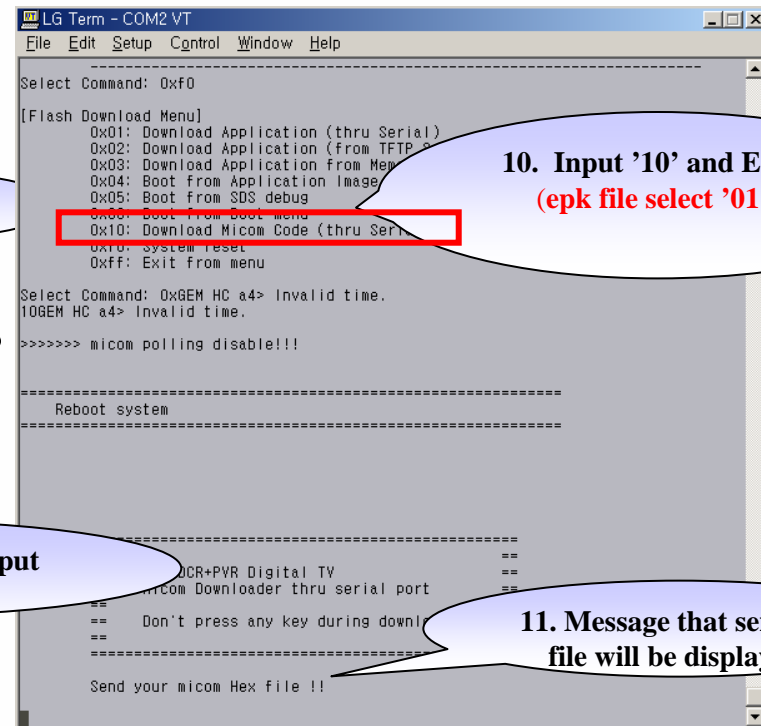 LG Term - COM2 VT
File Edit Setup Control Window Help
--------------------------------------------------------------------------------
Select Command: 0xf0
[Flash Download Menu]
0x01: Download Application (thru Serial)
0x02: Download Application (from TFTP
0x03: Download Application from Mem
0x04: Boot from Application Image
0x05: Boot from SDS debug
0x10: Download Micom Code (thru Seri
0xf0: System reset
0xff: Exit from menu
Select Command: 0xGEM HC a4> Invalid time.
10GEM HC a4> Invalid time.
>>>>>>> micom polling disable!!!
==============================================================
Reboot system
==============================================================
==
DCR+PVR Digital TV ==
Micom Downloader thru serial port ==
==
== Don't press any key during downl
==
Send your micom Hex file !!
10. Input ’10’ and E
(epk file select ’01
put
11. Message that se
file will be displa